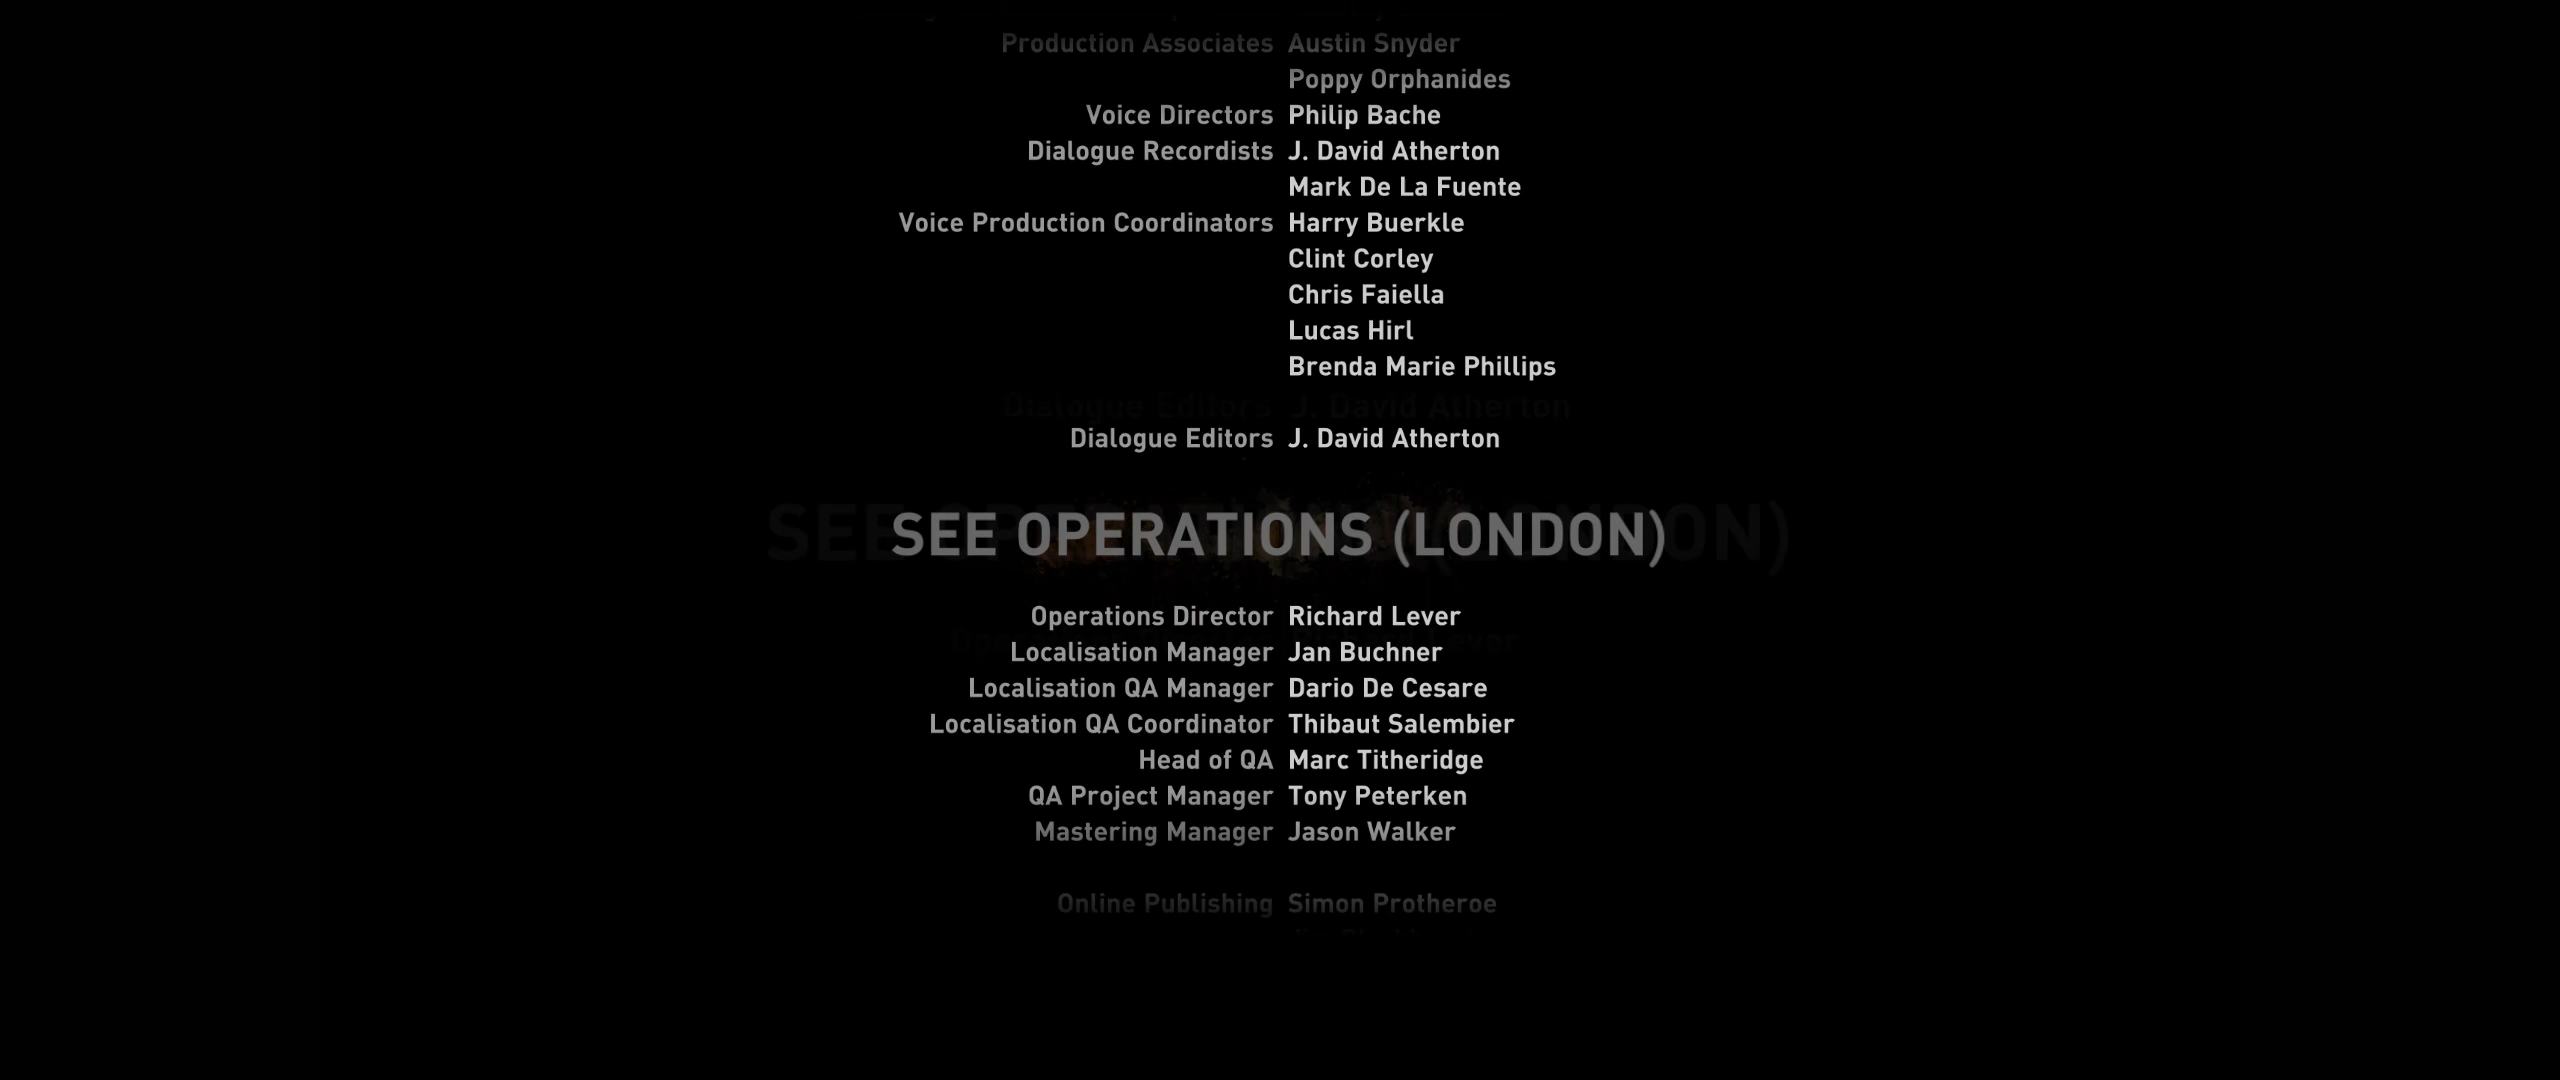 Production Associates Austin Snyder
Poppy Orphanides
Voice Directors Philip Bache
Dialogue Recordists J. David Atherton
Mark De La Fuente
Voice Production Coordinators Harry Buerkle
Clint Corley
Chris Faiella
Lucas Hirl
Brenda Marie Phillips
Dialogue Editors J. David Atherton
Dialogue Editors J. David Atherton
SEE OPERATIONS (LONDON)
Operations Director Richard Lever
Localisation Manager Jan Buchner
Localisation QA Manager Dario De Cesare
Localisation QA Coordinator Thibaut Salembier
Head of QA Marc Titheridge
QA Project Manager Tony Peterken
Mastering Manager Jason Walker
Online Publishing Simon Protheroe